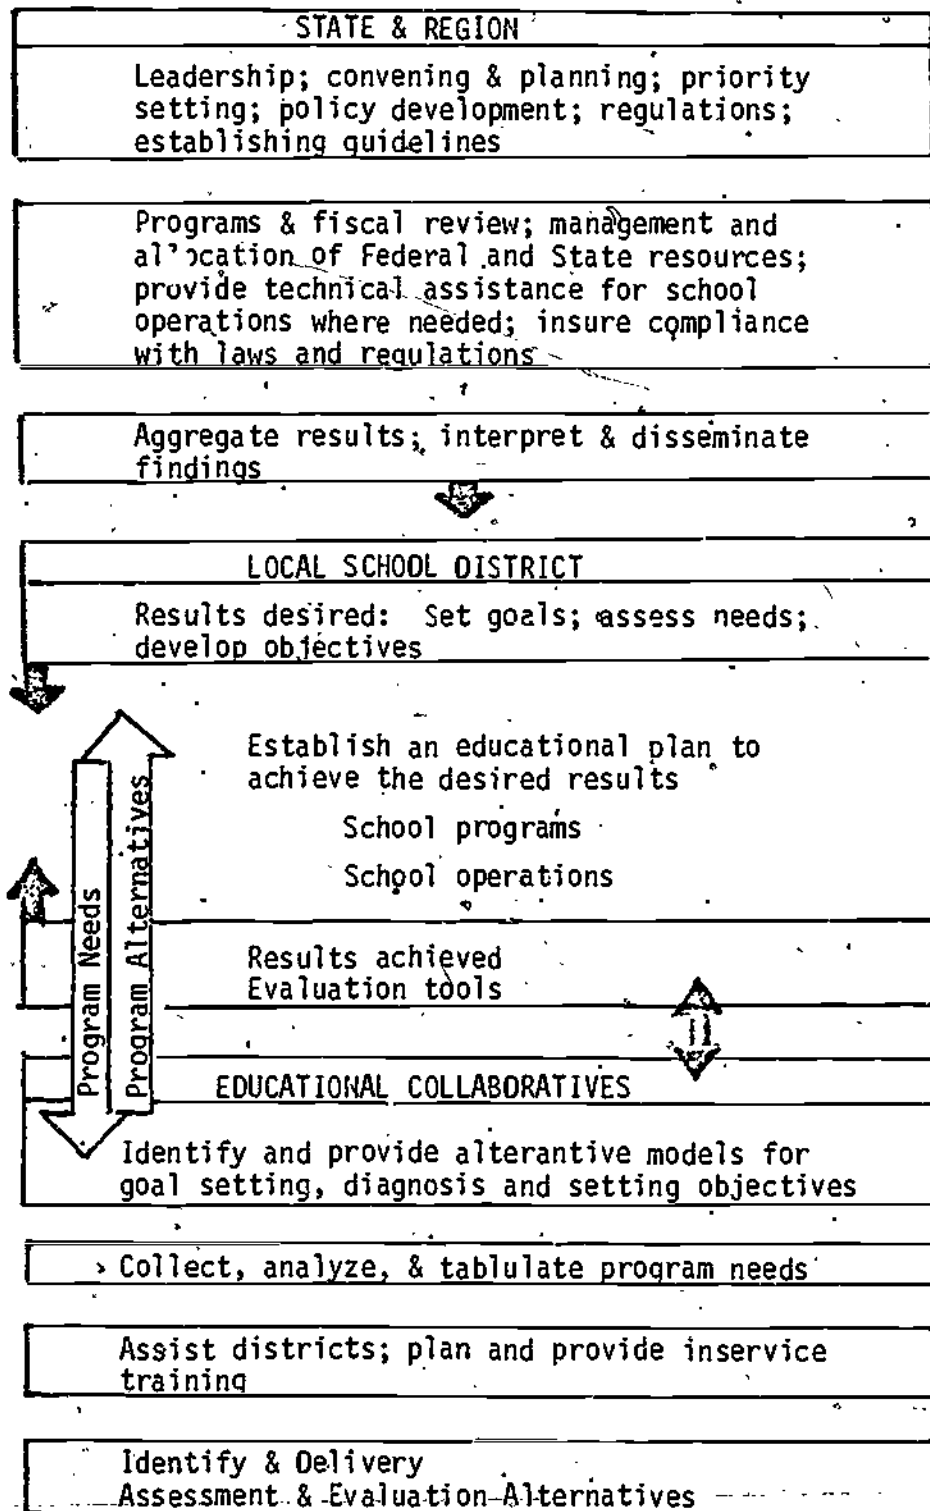 STATE & REGION
Leadership; convening & planning; priority
setting; policy development; regulations;
establishing guidelines
Programs & fiscal review; management and
allocation of Federal and State resources;
provide technical assistance for school
operations where needed; insure compliance
with laws and regulations
Aggregate results; interpret & disseminate
findings
LOCAL SCHOOL DISTRICT
Results desired: Set goals; assess needs;
develop objectives
Establish an educational plan to
achieve the desired results
School programs
School operations
Program Needs
Program Alternatives
Results achieved
Evaluation tools
EDUCATIONAL COLLABORATIVES
Identify and provide alterantive models for
goal setting, diagnosis and setting objectives
Collect, analyze, & tablulate program needs
Assist districts; plan and provide inservice
training
Identify & Delivery
Assessment & Evaluation Alternatives